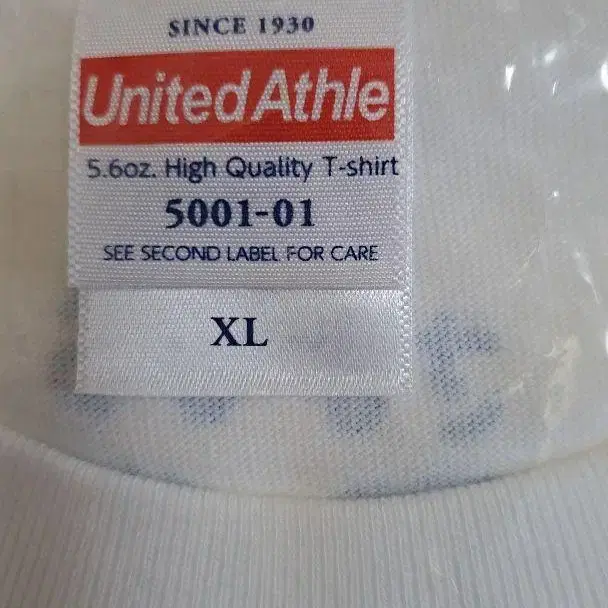 SINCE 1930
United Athle
5.6oz. High Quality T-shirt
5001-01
SEE SECOND LABEL FOR CARE
XL